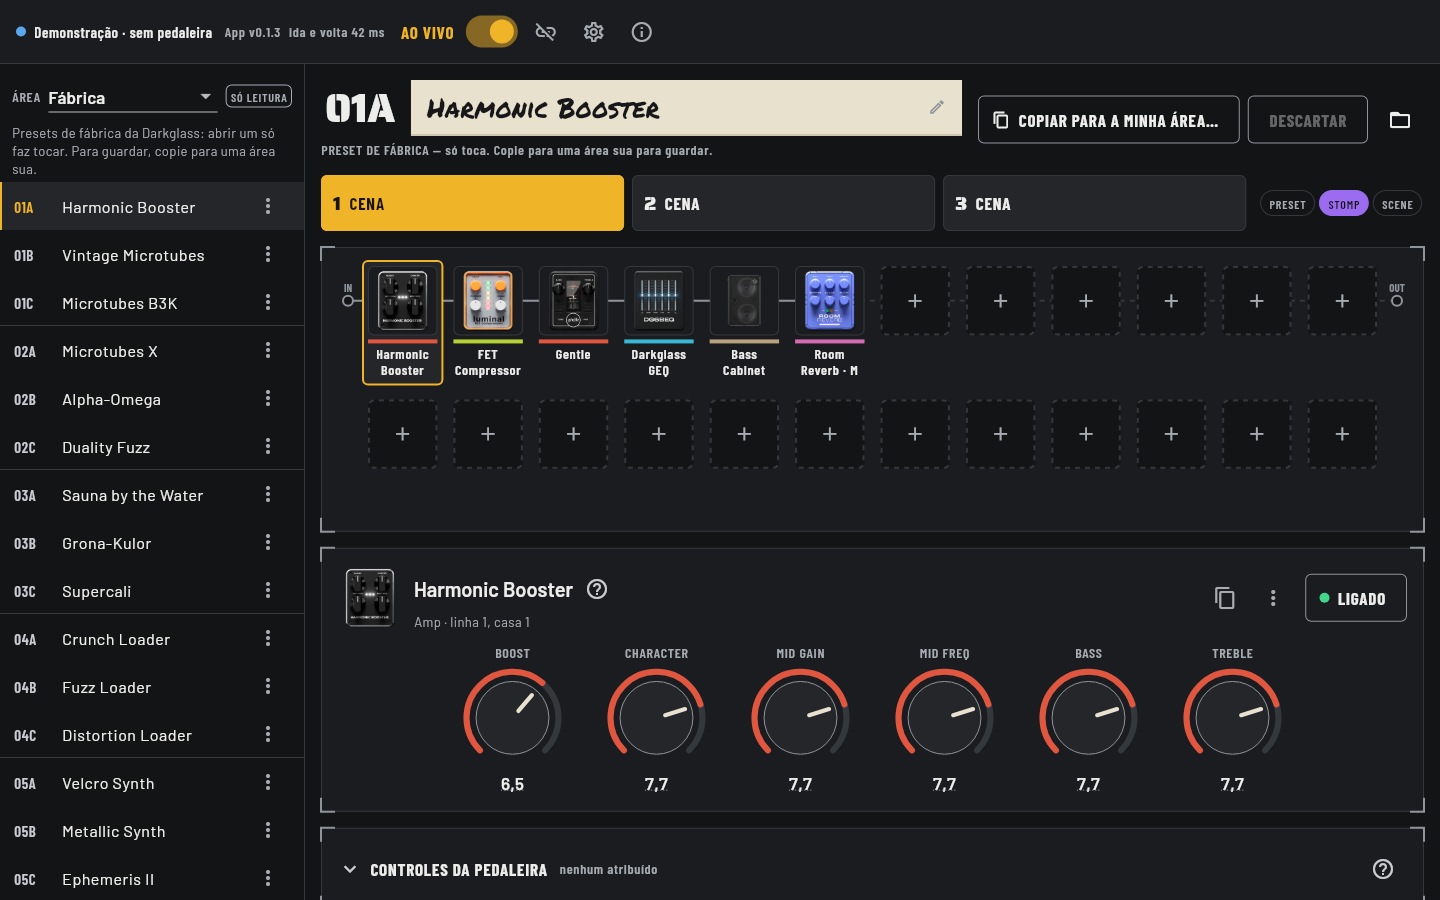 Demonstração · sem pedaleira App v0.1.3 Ida e volta 42 ms AO VIVO
ÁREA Fábrica SÓ LEITURA
Presets de fábrica da Darkglass: abrir um só
faz tocar. Para guardar, copie para uma área
sua.
01A Harmonic Booster
01B Vintage Microtubes
01C Microtubes B3K
02A Microtubes X
02B Alpha-Omega
02C Duality Fuzz
03A Sauna by the Water
03B Grona-Kulor
03C Supercali
04A Crunch Loader
04B Fuzz Loader
04C Distortion Loader
05A Velcro Synth
05B Metallic Synth
05C Ephemeris II
01A Harmonic Booster
COPIAR PARA A MINHA ÁREA... DESCARTAR
PRESET DE FÁBRICA — só toca. Copie para uma área sua para guardar.
1 CENA 2 CENA 3 CENA PRESET STOMP SCENE
IN OUT
HARMONIC BOOSTER luminal DGSEEQ ROOM
Harmonic
Booster
FET
Compressor
Gentle
Darkglass
GEQ
Bass
Cabinet
Room
Reverb · M
Harmonic Booster
Amp · linha 1, casa 1
LIGADO
BOOST CHARACTER MID GAIN MID FREQ BASS TREBLE
6,5 7,7 7,7 7,7 7,7 7,7
CONTROLES DA PEDALEIRA nenhum atribuído